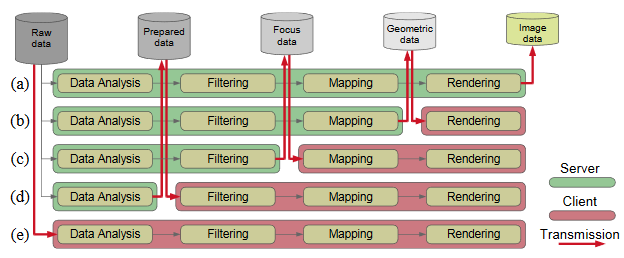 Raw
data
Prepared
data
Focus
data
Geometric
data
Image
data
(a) Data Analysis Filtering Mapping Rendering
(b) Data Analysis Filtering Mapping Rendering
(c) Data Analysis Filtering Mapping Rendering
(d) Data Analysis Filtering Mapping Rendering
(e) Data Analysis Filtering Mapping Rendering
Server
Client
Transmission